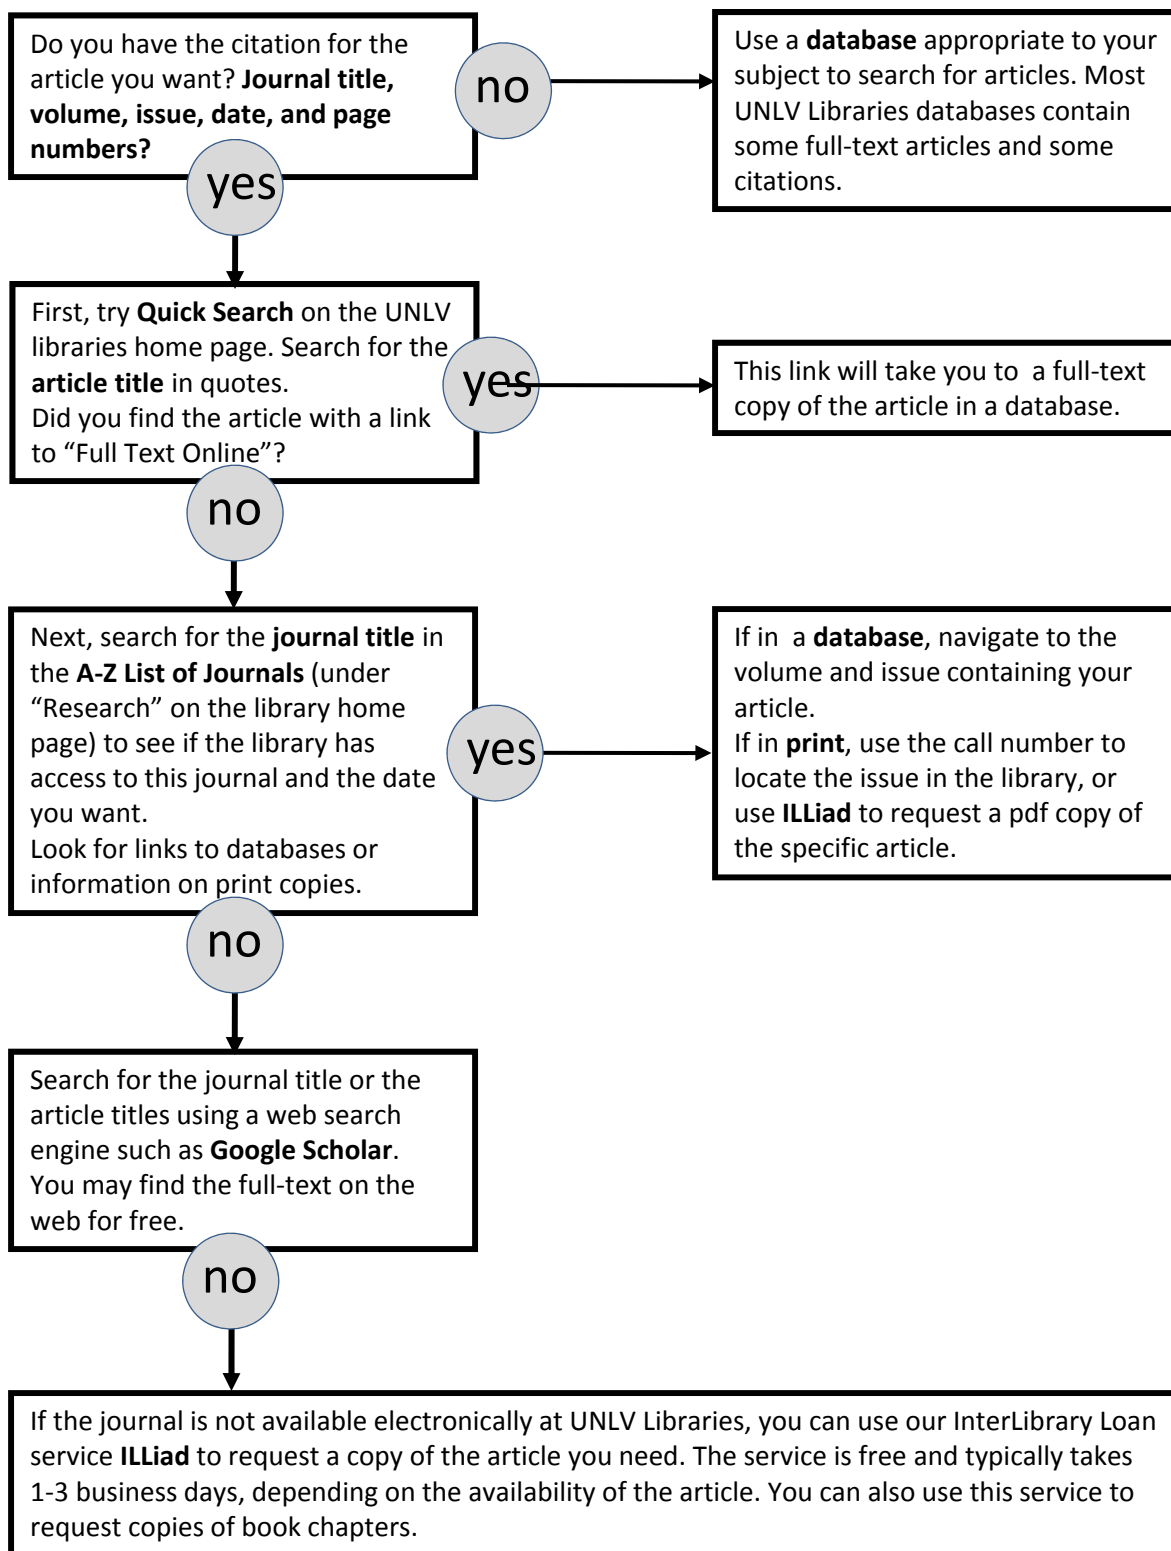 Do you have the citation for the
article you want? Journal title,
volume, issue, date, and page
numbers?
no
Use a database appropriate to your
subject to search for articles. Most
UNLV Libraries databases contain
some full-text articles and some
citations.
yes
First, try Quick Search on the UNLV
libraries home page. Search for the
article title in quotes.
Did you find the article with a link
to “Full Text Online”?
yes
This link will take you to  a full-text
copy of the article in a database.
no
Next, search for the journal title in
the A-Z List of Journals (under
“Research” on the library home
page) to see if the library has
access to this journal and the date
you want.
Look for links to databases or
information on print copies.
yes
If in  a database, navigate to the
volume and issue containing your
article.
If in print, use the call number to
locate the issue in the library, or
use ILLiad to request a pdf copy of
the specific article.
no
Search for the journal title or the
article titles using a web search
engine such as Google Scholar.
You may find the full-text on the
web for free.
no
If the journal is not available electronically at UNLV Libraries, you can use our InterLibrary Loan
service ILLiad to request a copy of the article you need. The service is free and typically takes
1-3 business days, depending on the availability of the article. You can also use this service to
request copies of book chapters.